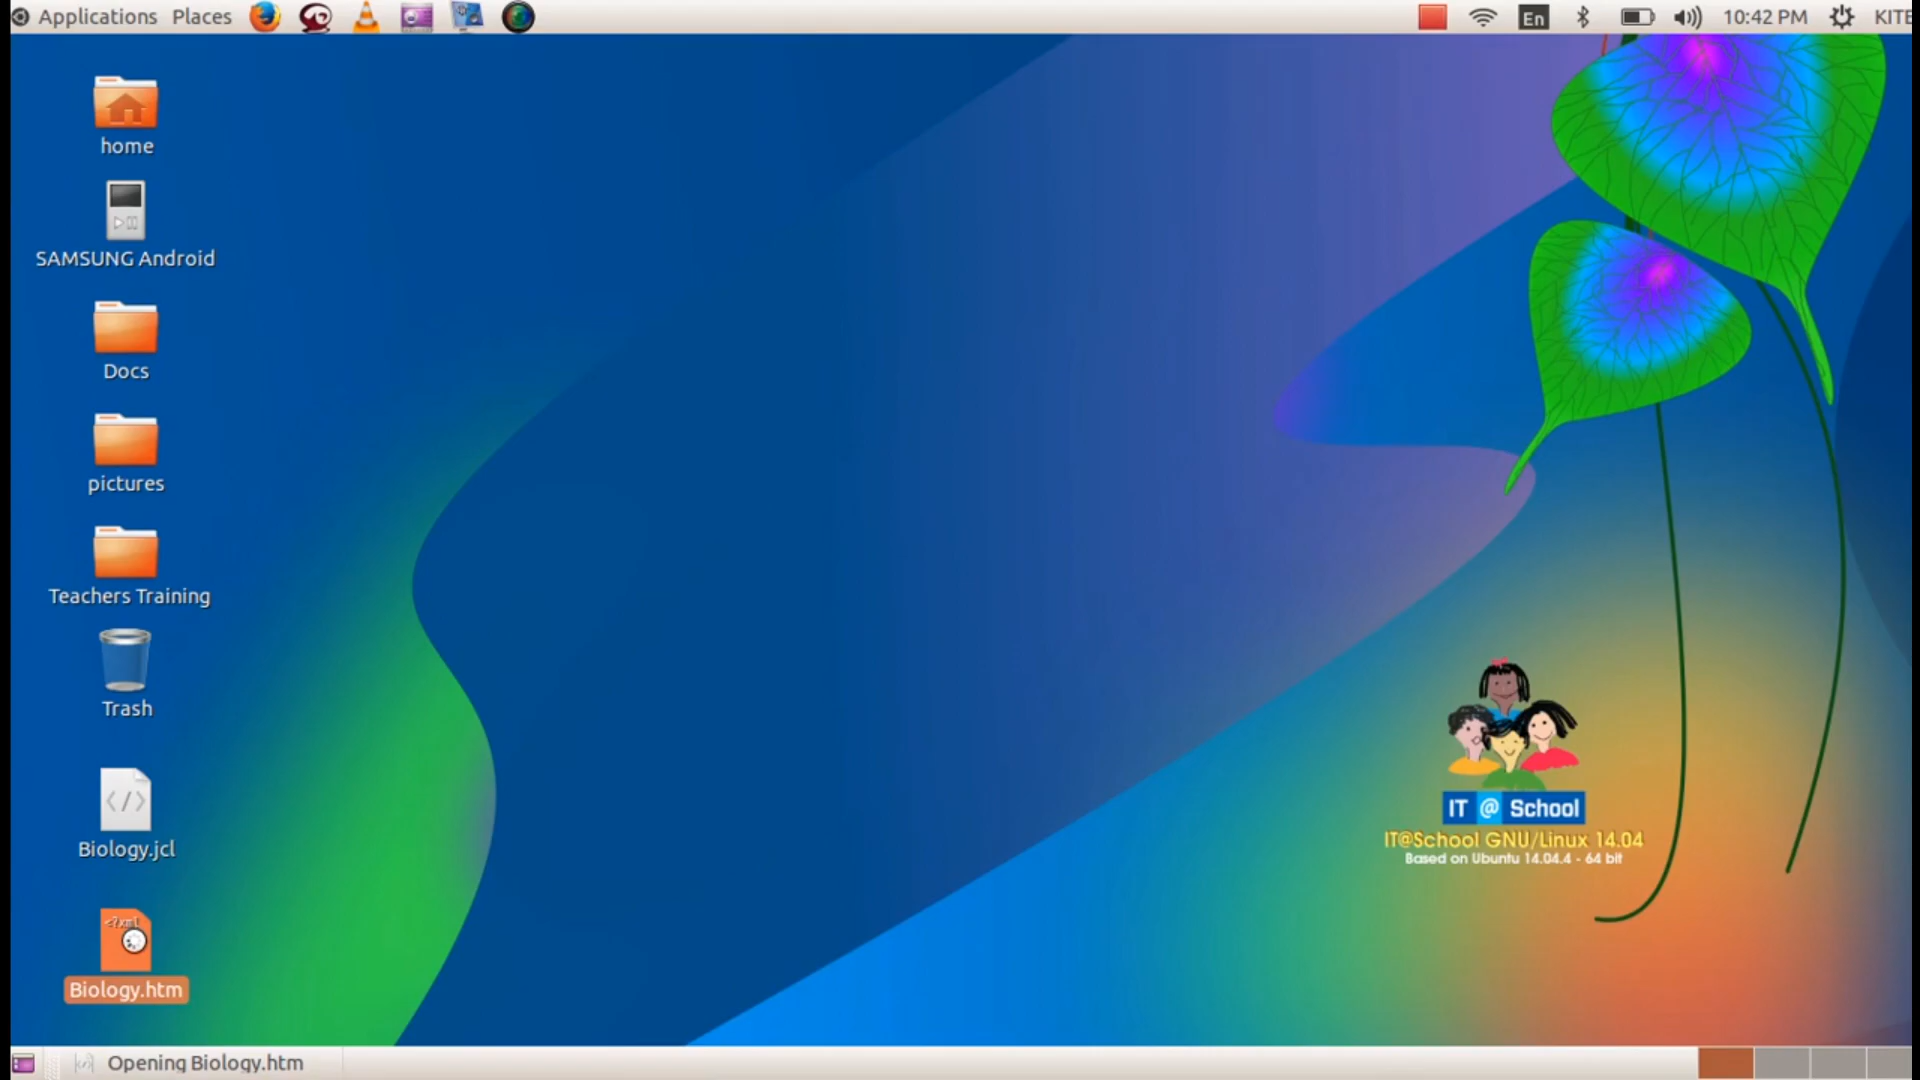 Applications Places En 10:42 PM KITE
home
SAMSUNG Android
Docs
pictures
Teachers Training
Trash
</>
Biology.jcl
<?xml
Biology.htm
IT @ School
IT@School GNU/Linux 14.04
Based on Ubuntu 14.04.4 - 64 bit
Opening Biology.htm